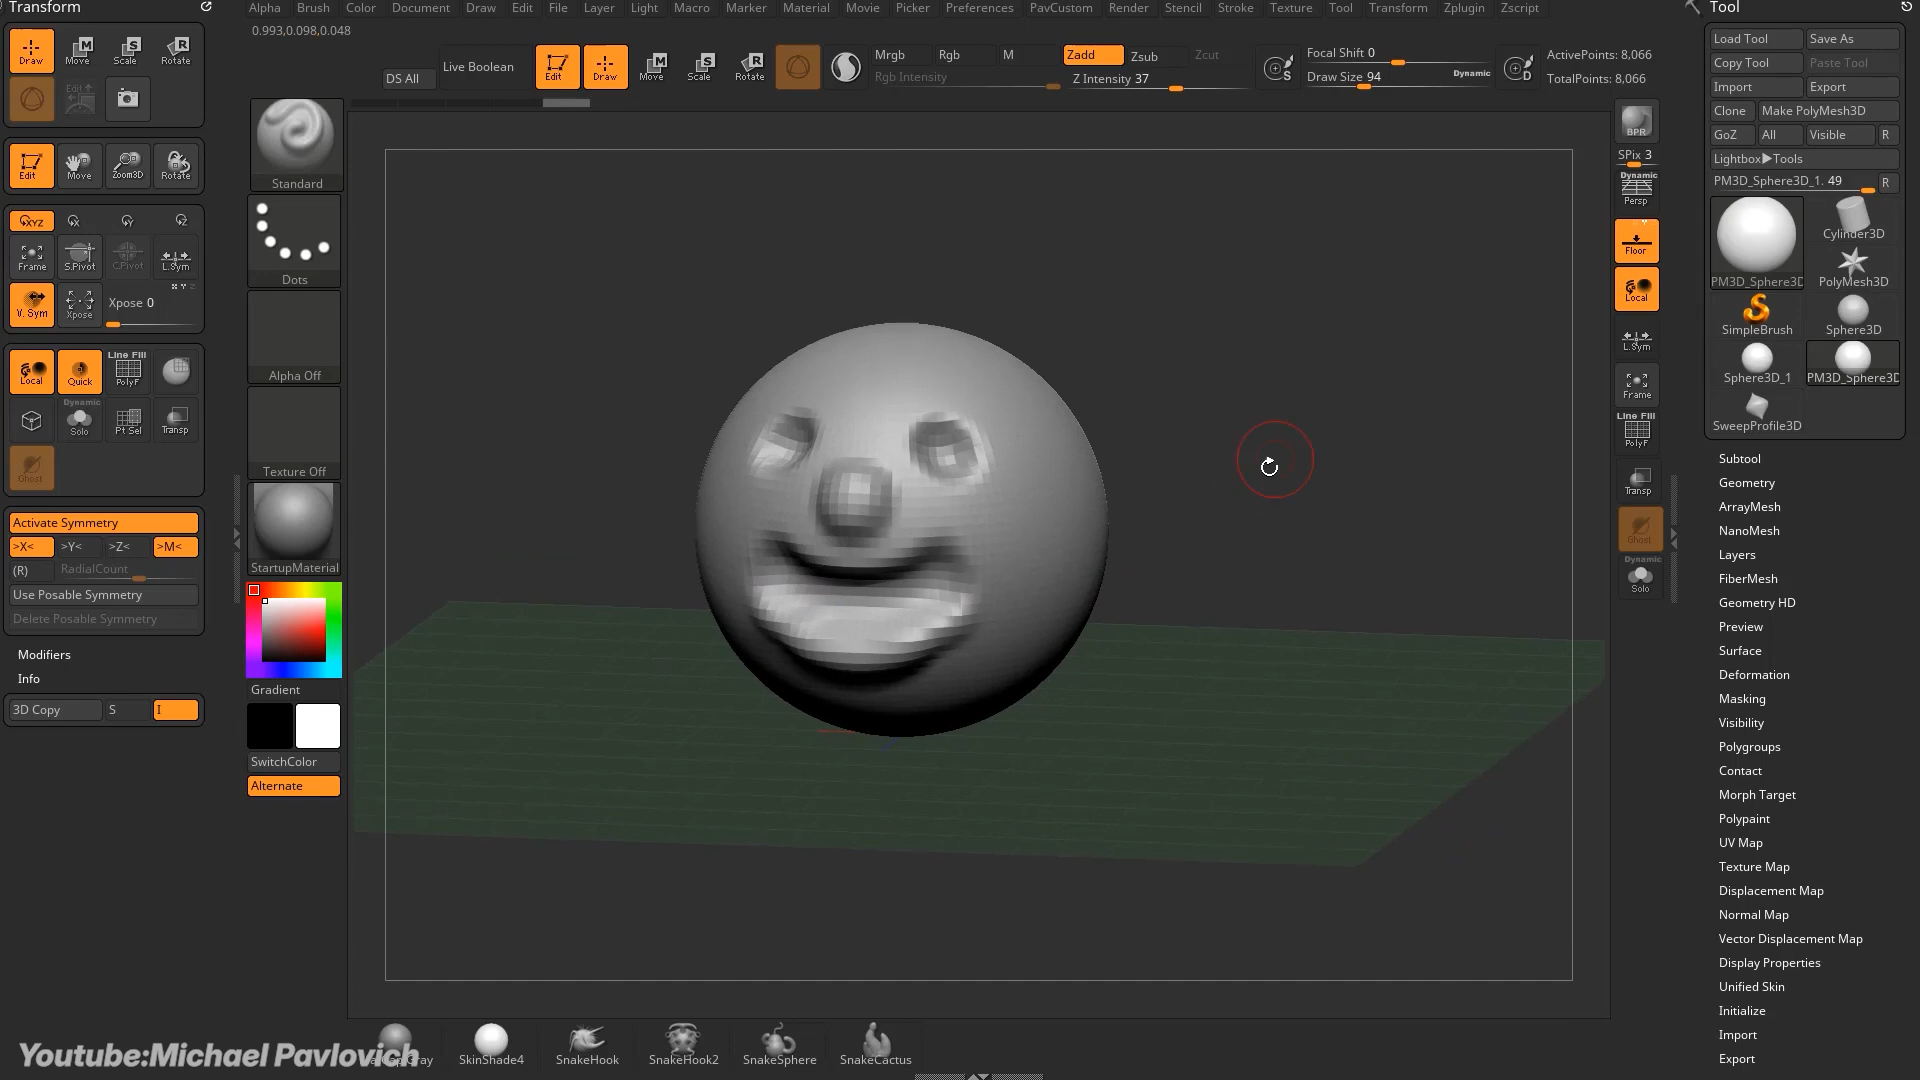 Transform
Draw
Move
Scale
Rotate
Edit
Edit
Move
Zoom3D
Rotate
XYZ
X
Y
Z
Frame
S.Pivot
C.Pivot
L.Sym
V. Sym
Xpose
Xpose 0
Local
Quick
Line Fill
PolyF
Dynamic
Solo
Pt Sel
Transp
Ghost
Activate Symmetry
>X<
>Y<
>Z<
>M<
(R)
RadialCount
Use Posable Symmetry
Delete Posable Symmetry
Modifiers
Info
3D Copy
S
I
Alpha Brush Color Document Draw Edit File Layer Light Macro Marker Material Movie Picker Preferences PavCustom Render Stencil Stroke Texture Tool Transform Zplugin Zscript
0.993,0.098,0.048
DS All
Live Boolean
Edit
Draw
Move
Scale
Rotate
Mrgb
Rgb
M
Zadd
Zsub
Zcut
Rgb Intensity
Z Intensity 37
S
Focal Shift 0
Draw Size 94
Dynamic
D
ActivePoints: 8,066
TotalPoints: 8,066
Standard
Dots
Alpha Off
Texture Off
StartupMaterial
Gradient
SwitchColor
Alternate
BPR
SPix 3
Dynamic
Persp
Floor
Local
L.Sym
Frame
Line Fill
PolyF
Transp
Ghost
Dynamic
Solo
Tool
Load Tool
Save As
Copy Tool
Paste Tool
Import
Export
Clone
Make PolyMesh3D
GoZ
All
Visible
R
Lightbox▶Tools
PM3D_Sphere3D_1. 49
R
PM3D_Sphere3D
Cylinder3D
PolyMesh3D
SimpleBrush
Sphere3D
Sphere3D_1
PM3D_Sphere3D
SweepProfile3D
Subtool
Geometry
ArrayMesh
NanoMesh
Layers
FiberMesh
Geometry HD
Preview
Surface
Deformation
Masking
Visibility
Polygroups
Contact
Morph Target
Polypaint
UV Map
Texture Map
Displacement Map
Normal Map
Vector Displacement Map
Display Properties
Unified Skin
Initialize
Import
Export
Youtube:Michael Pavlovich
Gray
SkinShade4
SnakeHook
SnakeHook2
SnakeSphere
SnakeCactus